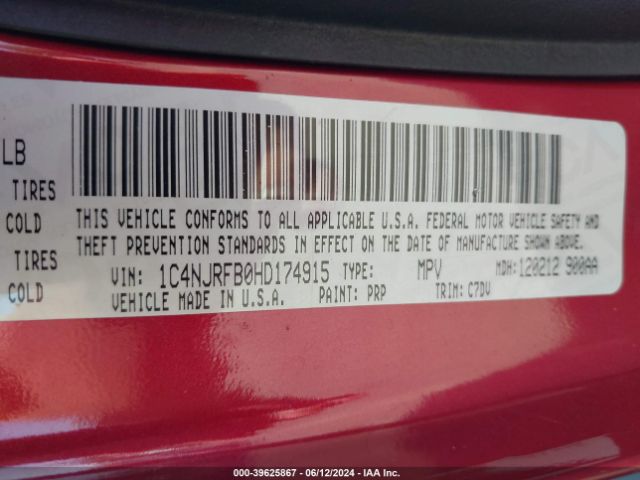 LB
TIRES
COLD
THIS VEHICLE CONFORMS TO ALL APPLICABLE U.S.A. FEDERAL MOTOR VEHICLE SAFETY AND
THEFT PREVENTION STANDARDS IN EFFECT ON THE DATE OF MANUFACTURE SHOWN ABOVE.
TIRES
VIN: 1C4NJRFB0HD174915 TYPE: MPV MDH: 120212 900AA
COLD
VEHICLE MADE IN U.S.A. PAINT: PRP TRIM: C7DV
000-39625867 - 06/12/2024 - IAA Inc.